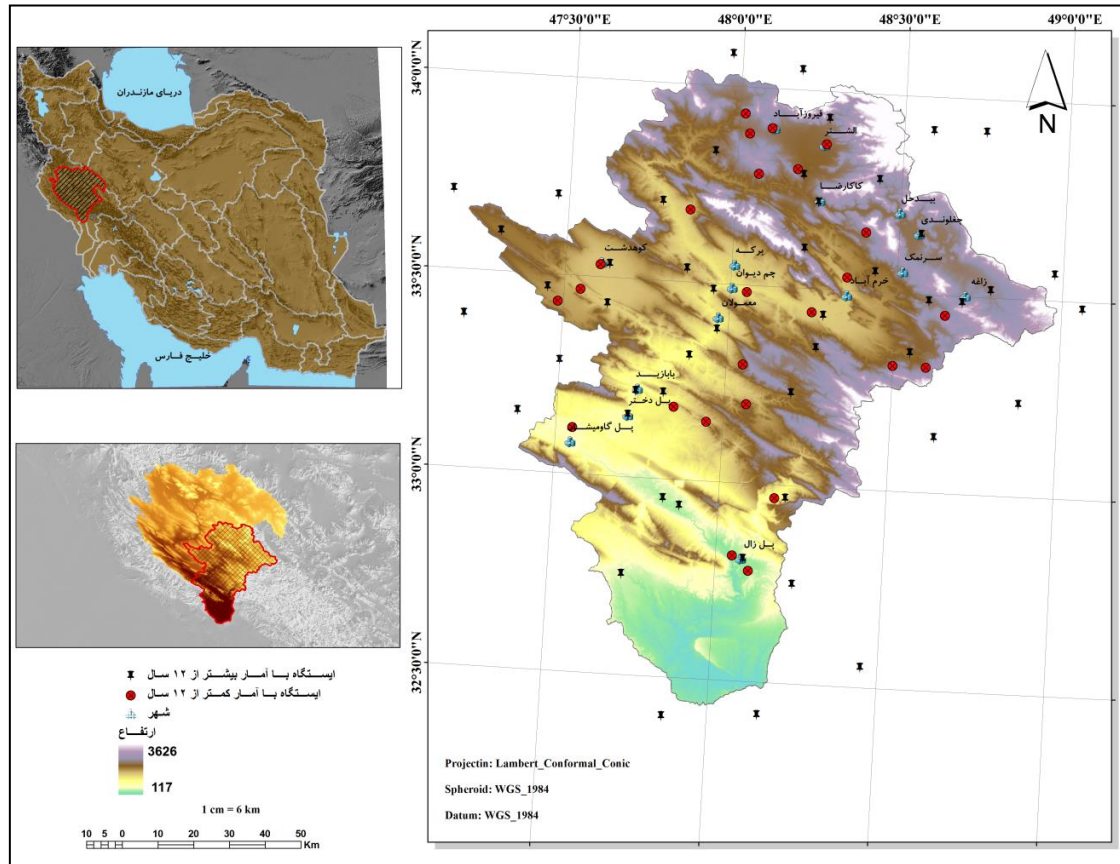 دریای مازندران
خلیج فارس
47°30'0"E
48°0'0"E
48°30'0"E
49°0'0"E
34°0'0"N
33°30'0"N
33°0'0"N
32°30'0"N
N
فیروزآباد
الشتر
کاکارضا
بیدحل
چغلوندی
سرنمک
زاغه
خرم آباد
کوهدشت
برکه
چم دیوان
معمولان
بابازید
پل دختر
پل گاومیش
پل زال
Projectin: Lambert_Conformal_Conic
Spheroid: WGS_1984
Datum: WGS_1984
ایستگاه با آمار بیشتر از ۱۲ سال
ایستگاه با آمار کمتر از ۱۲ سال
شهر
ارتفاع
3626
117
1 cm = 6 km
10 5 0 10 20 30 40 50
Km